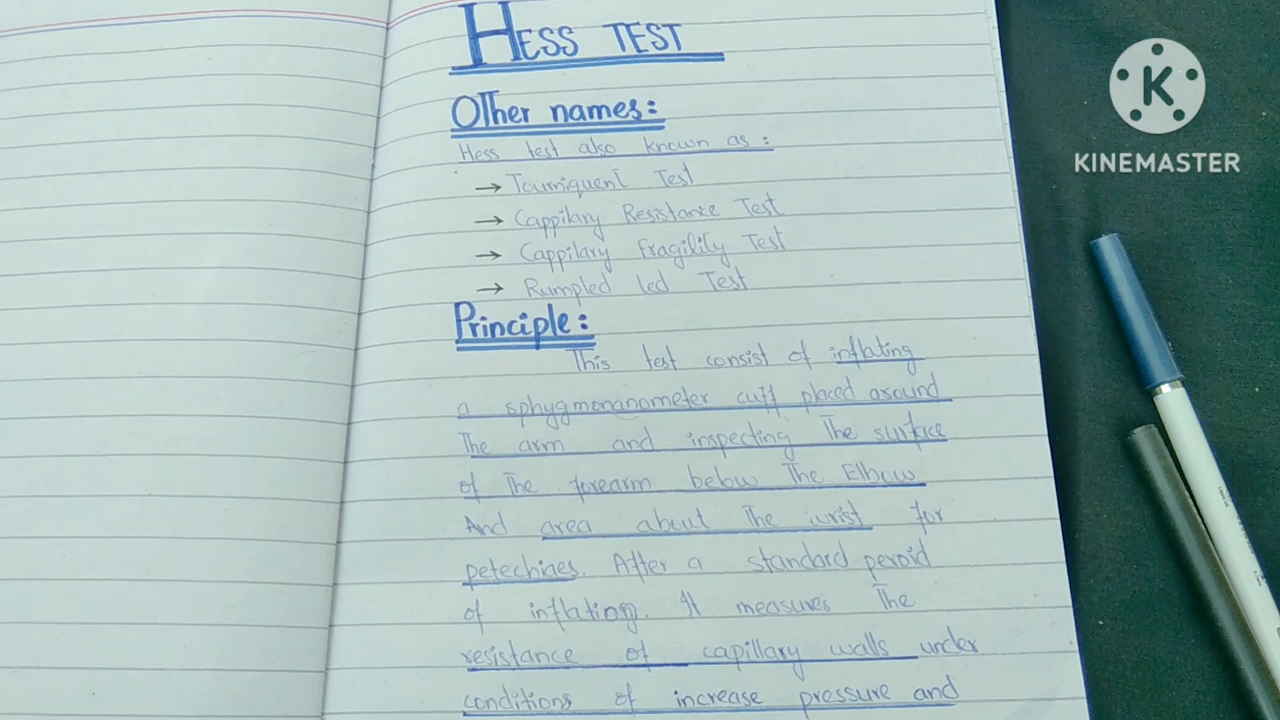 HESS TEST
Other names:
Hess test also known as :
→ Tourniquent Test
→ Cappilary Resistance Test
→ Cappilary Fragility Test
→ Rumpled led Test
Principle:
This test consist of inflating
a sphygmonanometer cuff placed around
The arm and inspecting The surface
of The forearm below The Elbow
And area about The wrist for
petechiaes. After a standard peroid
of inflating. It measures The
resistance of capillary walls under
conditions of increase pressure and
K
KINEMASTER